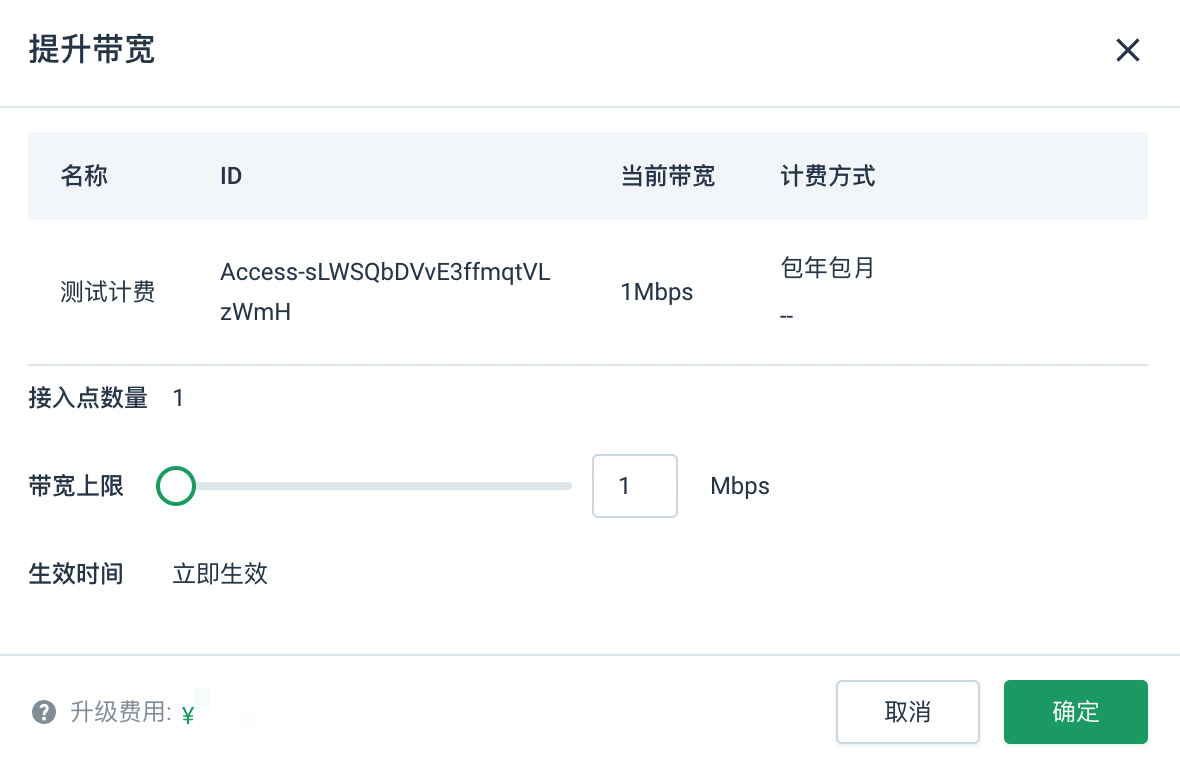 提升带宽
名称 ID 当前带宽 计费方式
测试计费 Access-sLWSQbDVvE3ffmqtVL
zWmH 1Mbps 包年包月
--
接入点数量 1
带宽上限 1 Mbps
生效时间 立即生效
? 升级费用: ¥ 取消 确定